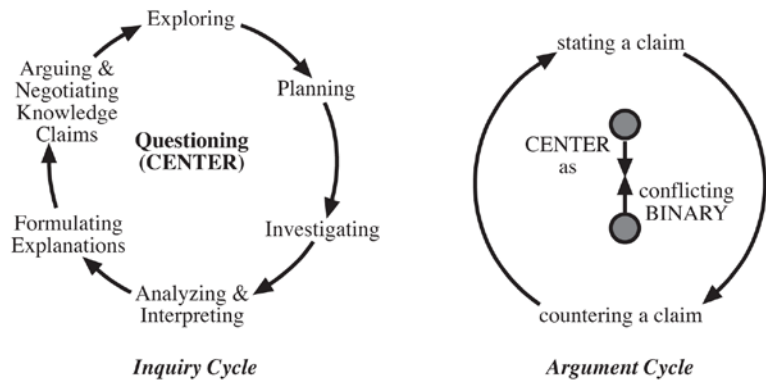 Exploring
Planning
Investigating
Analyzing &
Interpreting
Formulating
Explanations
Arguing &
Negotiating
Knowledge
Claims
Questioning
(CENTER)
Inquiry Cycle
stating a claim
CENTER
as
conflicting
BINARY
countering a claim
Argument Cycle